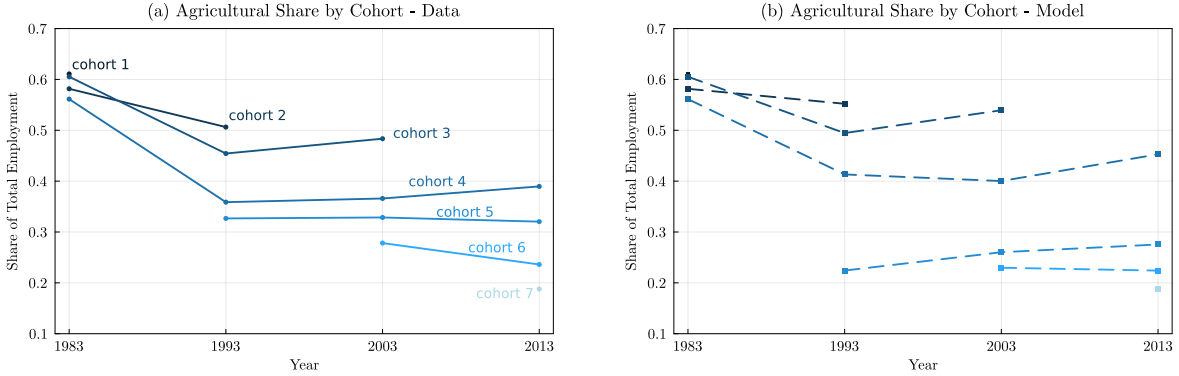 (a) Agricultural Share by Cohort - Data
0.7
0.6
0.5
0.4
0.3
0.2
0.1
Share of Total Employment
cohort 1
cohort 2
cohort 3
cohort 4
cohort 5
cohort 6
cohort 7
1983
1993
2003
2013
Year
(b) Agricultural Share by Cohort - Model
0.7
0.6
0.5
0.4
0.3
0.2
0.1
Share of Total Employment
1983
1993
2003
2013
Year